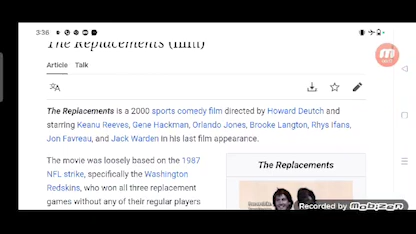 3:36
The Replacements (film)
Article Talk
The Replacements is a 2000 sports comedy film directed by Howard Deutch and
starring Keanu Reeves, Gene Hackman, Orlando Jones, Brooke Langton, Rhys Ifans,
Jon Favreau, and Jack Warden in his last film appearance.
The movie was loosely based on the 1987
NFL strike, specifically the Washington
Redskins, who won all three replacement
games without any of their regular players
The Replacements
Recorded by Mobizen